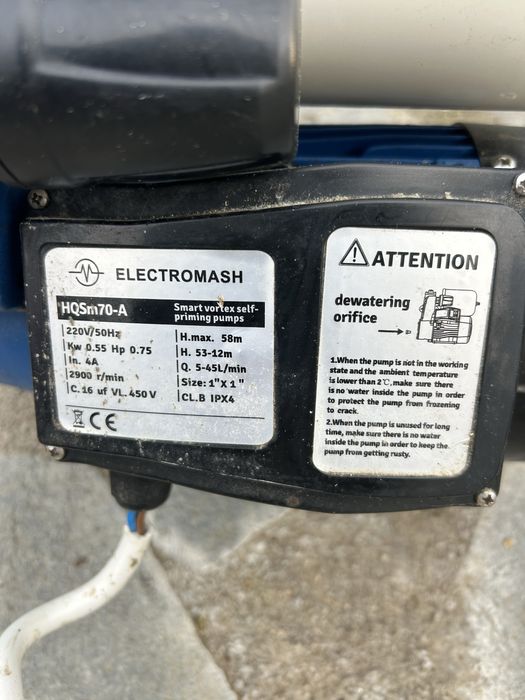 ELECTROMASH
HQSm70-A Smart vortex self-
priming pumps
220V/50Hz
Kw 0.55 Hp 0.75
In. 4A
2900 r/min
C. 16 uf VL. 450 V
H.max. 58m
H. 53-12m
Q. 5-45L/min
Size: 1"X 1"
CL.B IPX4
CE
ATTENTION
dewatering
orifice
1.When the pump is not in the working
state and the ambient temperature
is lower than 2℃, make sure there
is no water inside the pump in order
to protect the pump from frozening
to crack.
2.When the pump is unused for long
time, make sure there is no water
inside the pump in order to keep the
pump from getting rusty.